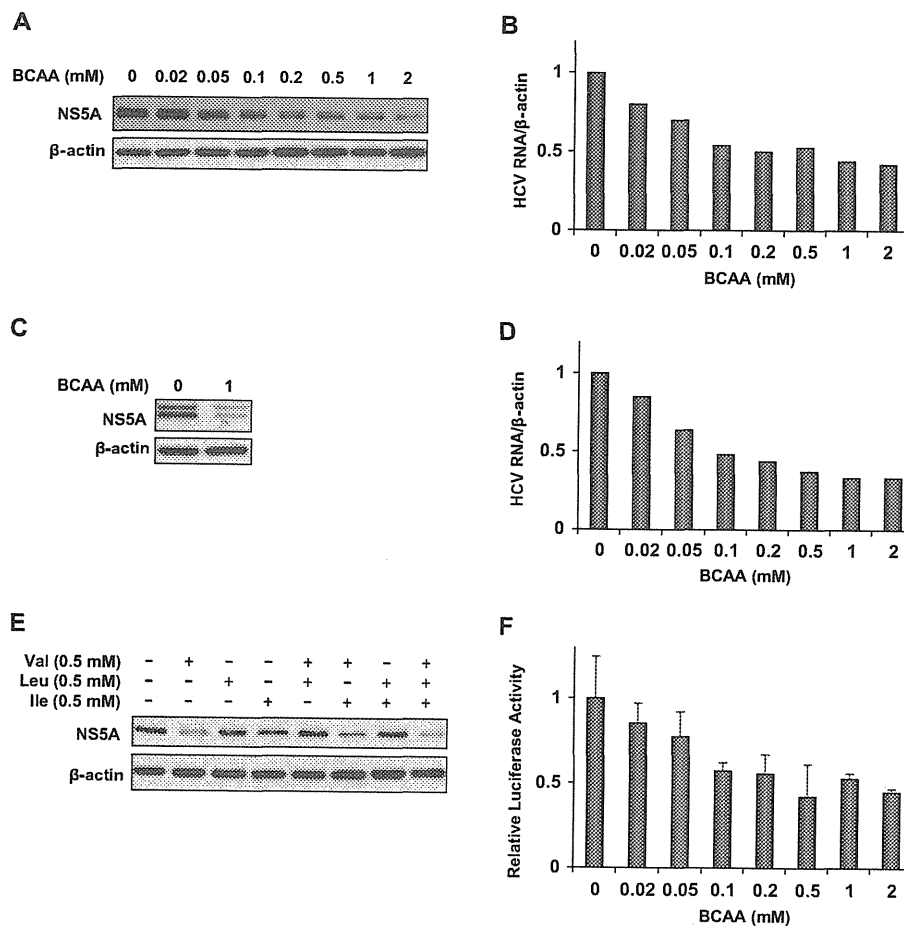 A
BCAA (mM) 0 0.02 0.05 0.1 0.2 0.5 1 2
NS5A
β-actin
B
HCV RNA/β-actin
1
0.5
0
0 0.02 0.05 0.1 0.2 0.5 1 2
BCAA (mM)
C
BCAA (mM) 0 1
NS5A
β-actin
D
HCV RNA/β-actin
1
0.5
0
0 0.02 0.05 0.1 0.2 0.5 1 2
BCAA (mM)
E
Val (0.5 mM) – + – – + + – +
Leu (0.5 mM) – – + – + – + +
Ile (0.5 mM) – – – + – + + +
NS5A
β-actin
F
Relative Luciferase Activity
1
0.5
0
0 0.02 0.05 0.1 0.2 0.5 1 2
BCAA (mM)